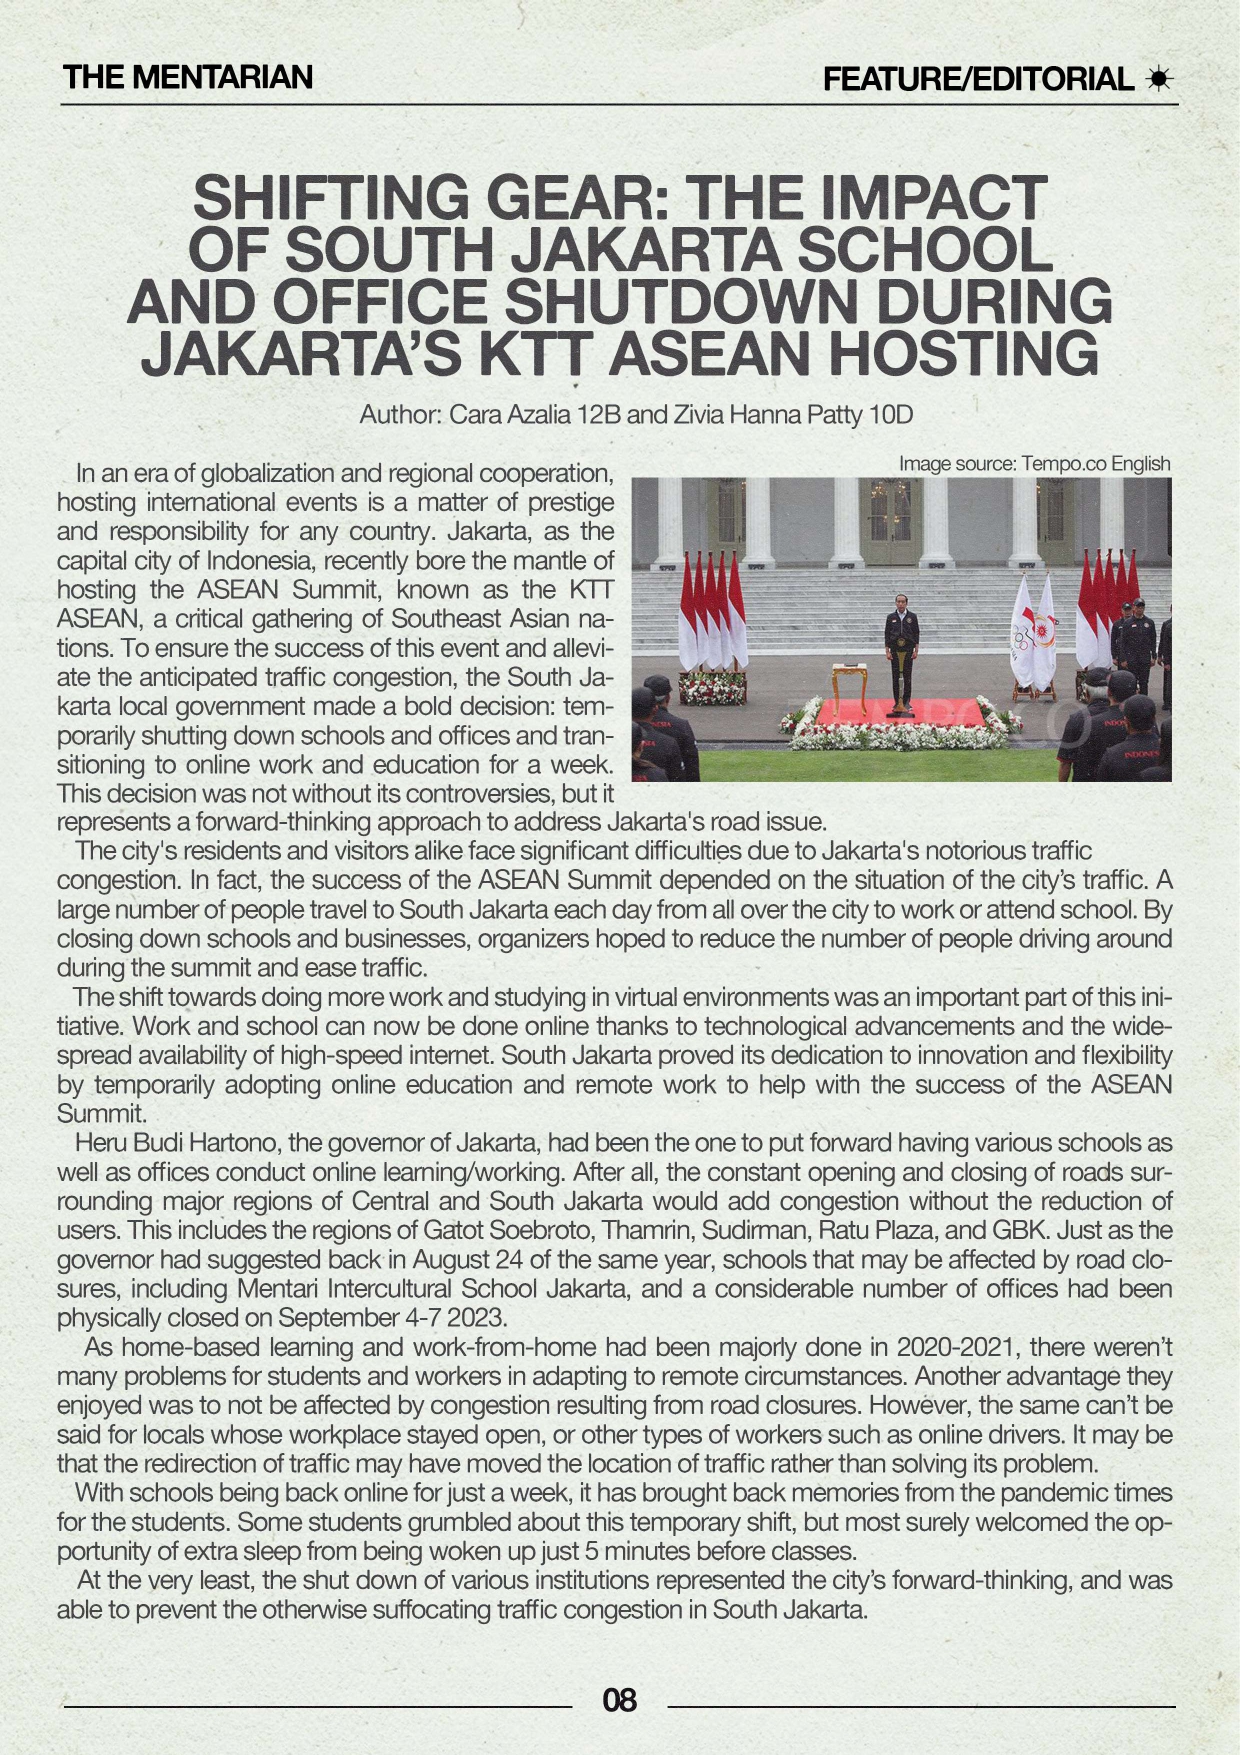 THE MENTARIAN
FEATURE/EDITORIAL
SHIFTING GEAR: THE IMPACT
OF SOUTH JAKARTA SCHOOL
AND OFFICE SHUTDOWN DURING
JAKARTA’S KTT ASEAN HOSTING
Author: Cara Azalia 12B and Zivia Hanna Patty 10D
Image source: Tempo.co English
In an era of globalization and regional cooperation,
hosting international events is a matter of prestige
and responsibility for any country. Jakarta, as the
capital city of Indonesia, recently bore the mantle of
hosting the ASEAN Summit, known as the KTT
ASEAN, a critical gathering of Southeast Asian na-
tions. To ensure the success of this event and allevi-
ate the anticipated traffic congestion, the South Ja-
karta local government made a bold decision: tem-
porarily shutting down schools and offices and tran-
sitioning to online work and education for a week.
This decision was not without its controversies, but it
represents a forward-thinking approach to address Jakarta's road issue.
The city's residents and visitors alike face significant difficulties due to Jakarta's notorious traffic
congestion. In fact, the success of the ASEAN Summit depended on the situation of the city’s traffic. A
large number of people travel to South Jakarta each day from all over the city to work or attend school. By
closing down schools and businesses, organizers hoped to reduce the number of people driving around
during the summit and ease traffic.
The shift towards doing more work and studying in virtual environments was an important part of this ini-
tiative. Work and school can now be done online thanks to technological advancements and the wide-
spread availability of high-speed internet. South Jakarta proved its dedication to innovation and flexibility
by temporarily adopting online education and remote work to help with the success of the ASEAN
Summit.
Heru Budi Hartono, the governor of Jakarta, had been the one to put forward having various schools as
well as offices conduct online learning/working. After all, the constant opening and closing of roads sur-
rounding major regions of Central and South Jakarta would add congestion without the reduction of
users. This includes the regions of Gatot Soebroto, Thamrin, Sudirman, Ratu Plaza, and GBK. Just as the
governor had suggested back in August 24 of the same year, schools that may be affected by road clo-
sures, including Mentari Intercultural School Jakarta, and a considerable number of offices had been
physically closed on September 4-7 2023.
As home-based learning and work-from-home had been majorly done in 2020-2021, there weren’t
many problems for students and workers in adapting to remote circumstances. Another advantage they
enjoyed was to not be affected by congestion resulting from road closures. However, the same can’t be
said for locals whose workplace stayed open, or other types of workers such as online drivers. It may be
that the redirection of traffic may have moved the location of traffic rather than solving its problem.
With schools being back online for just a week, it has brought back memories from the pandemic times
for the students. Some students grumbled about this temporary shift, but most surely welcomed the op-
portunity of extra sleep from being woken up just 5 minutes before classes.
At the very least, the shut down of various institutions represented the city’s forward-thinking, and was
able to prevent the otherwise suffocating traffic congestion in South Jakarta.
08